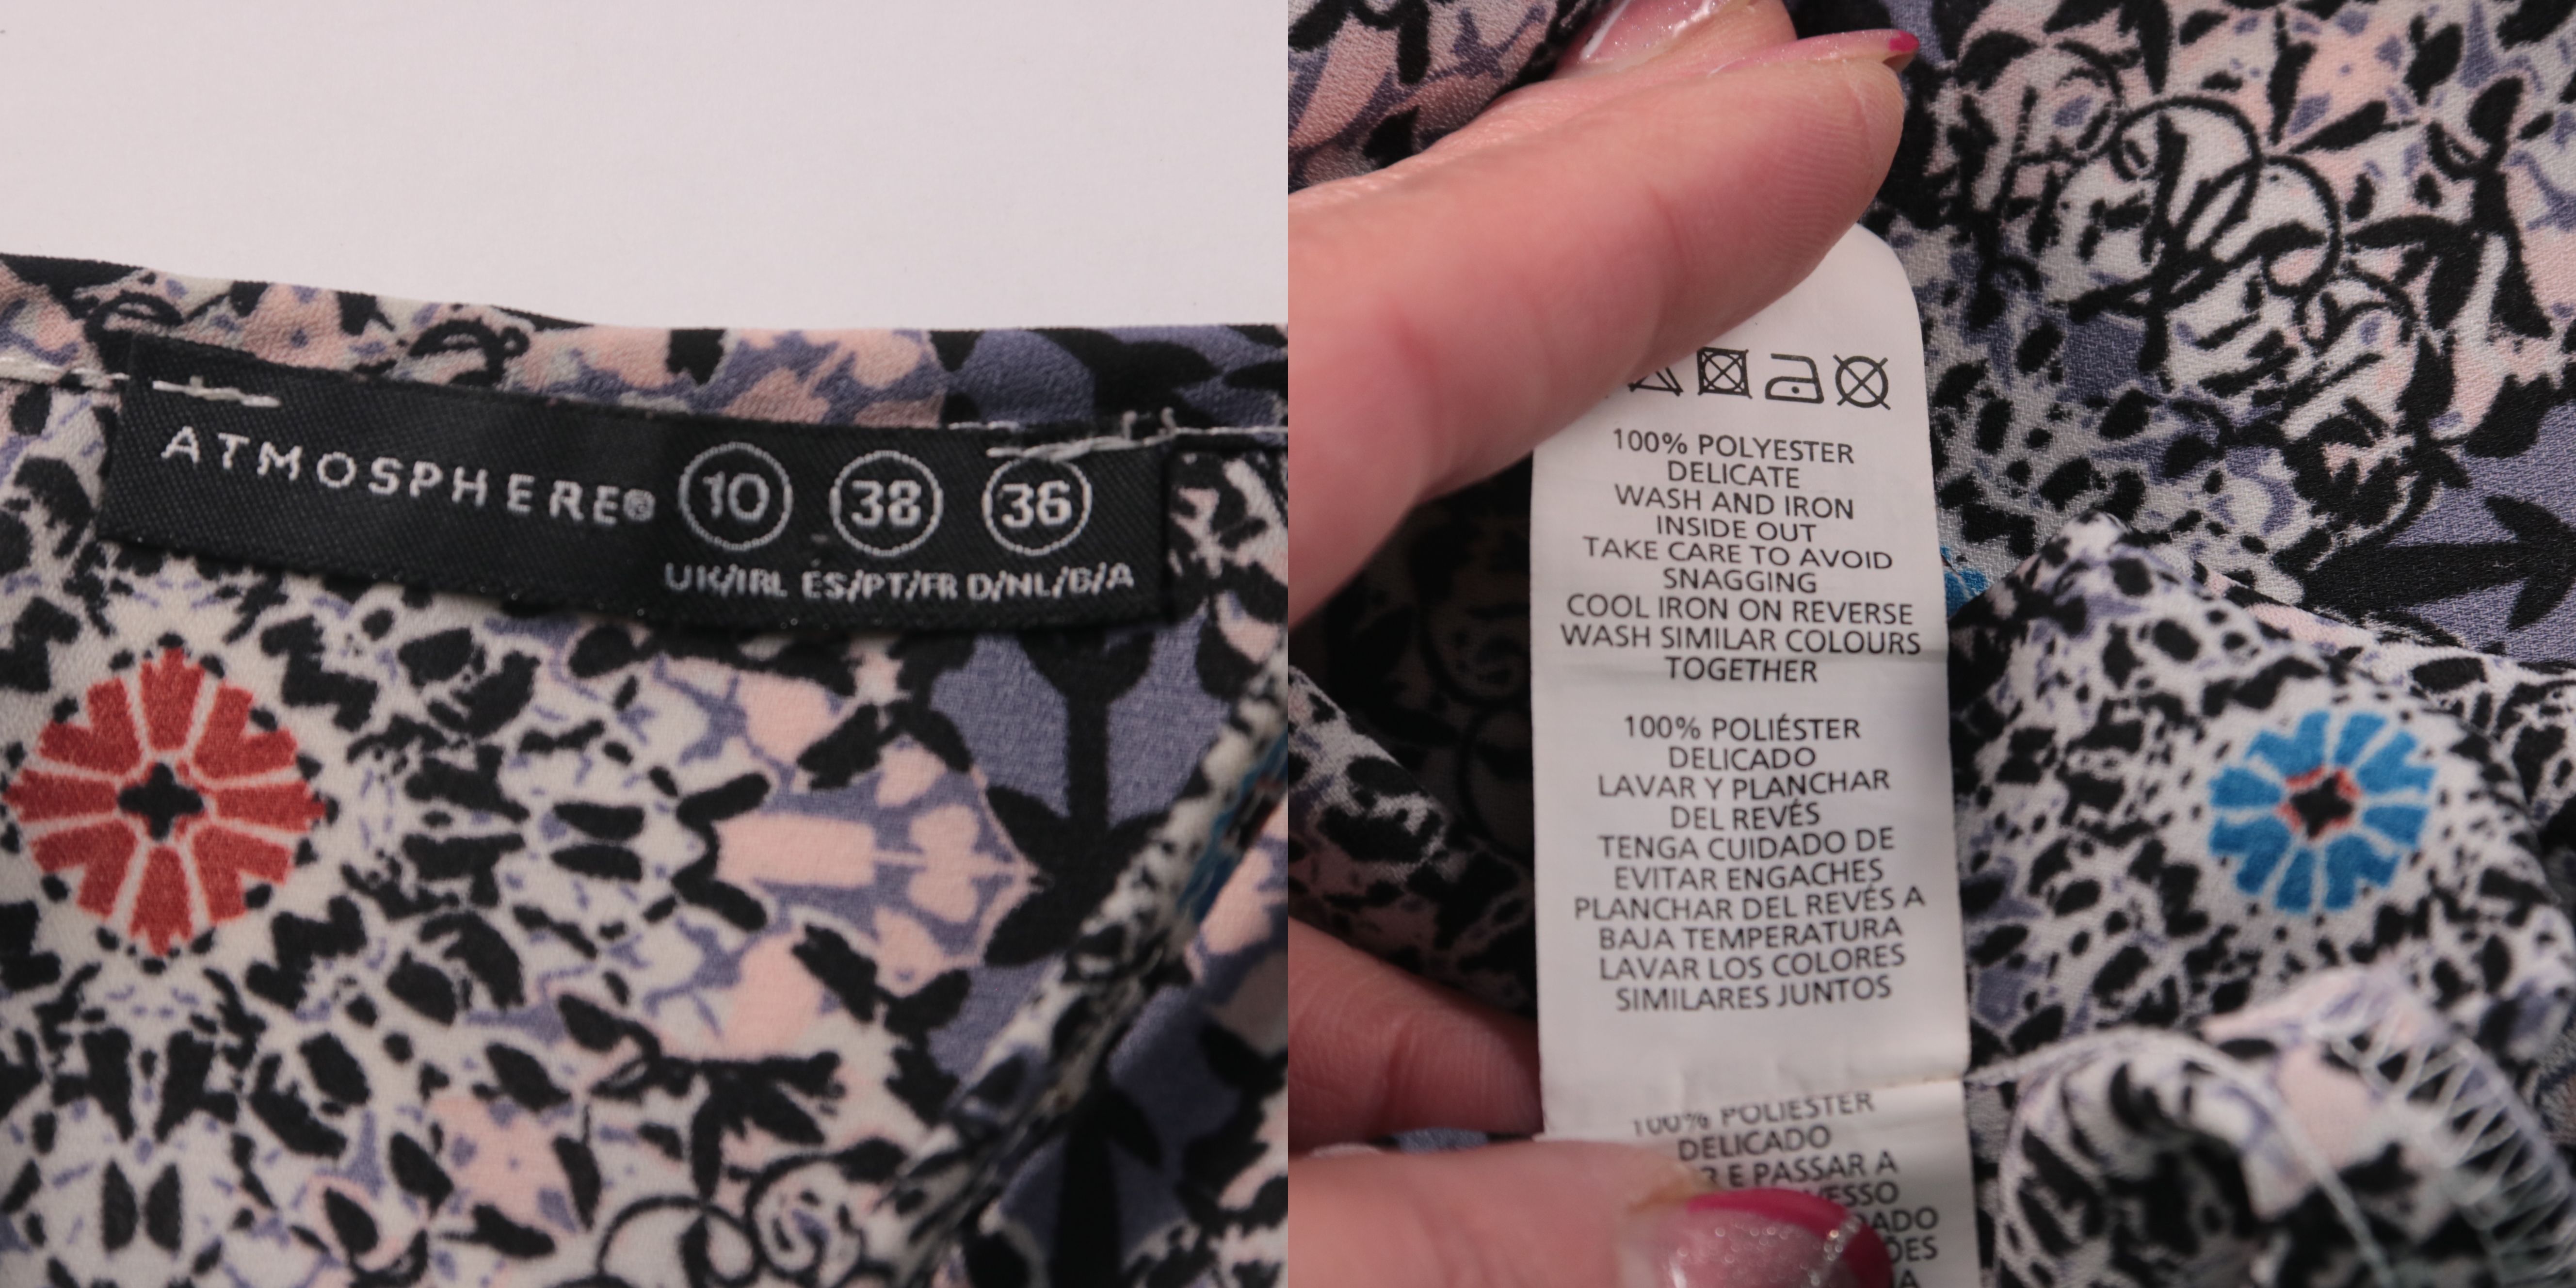 ATMOSPHERE® 10 38 36
UK/IRL ES/PT/FR D/NL/B/A
100% POLYESTER
DELICATE
WASH AND IRON
INSIDE OUT
TAKE CARE TO AVOID
SNAGGING
COOL IRON ON REVERSE
WASH SIMILAR COLOURS
TOGETHER
100% POLIÉSTER
DELICADO
LAVAR Y PLANCHAR
DEL REVÉS
TENGA CUIDADO DE
EVITAR ENGACHES
PLANCHAR DEL REVÉS A
BAJA TEMPERATURA
LAVAR LOS COLORES
SIMILARES JUNTOS
100% POLIESTER
DELICADO
E PASSAR A